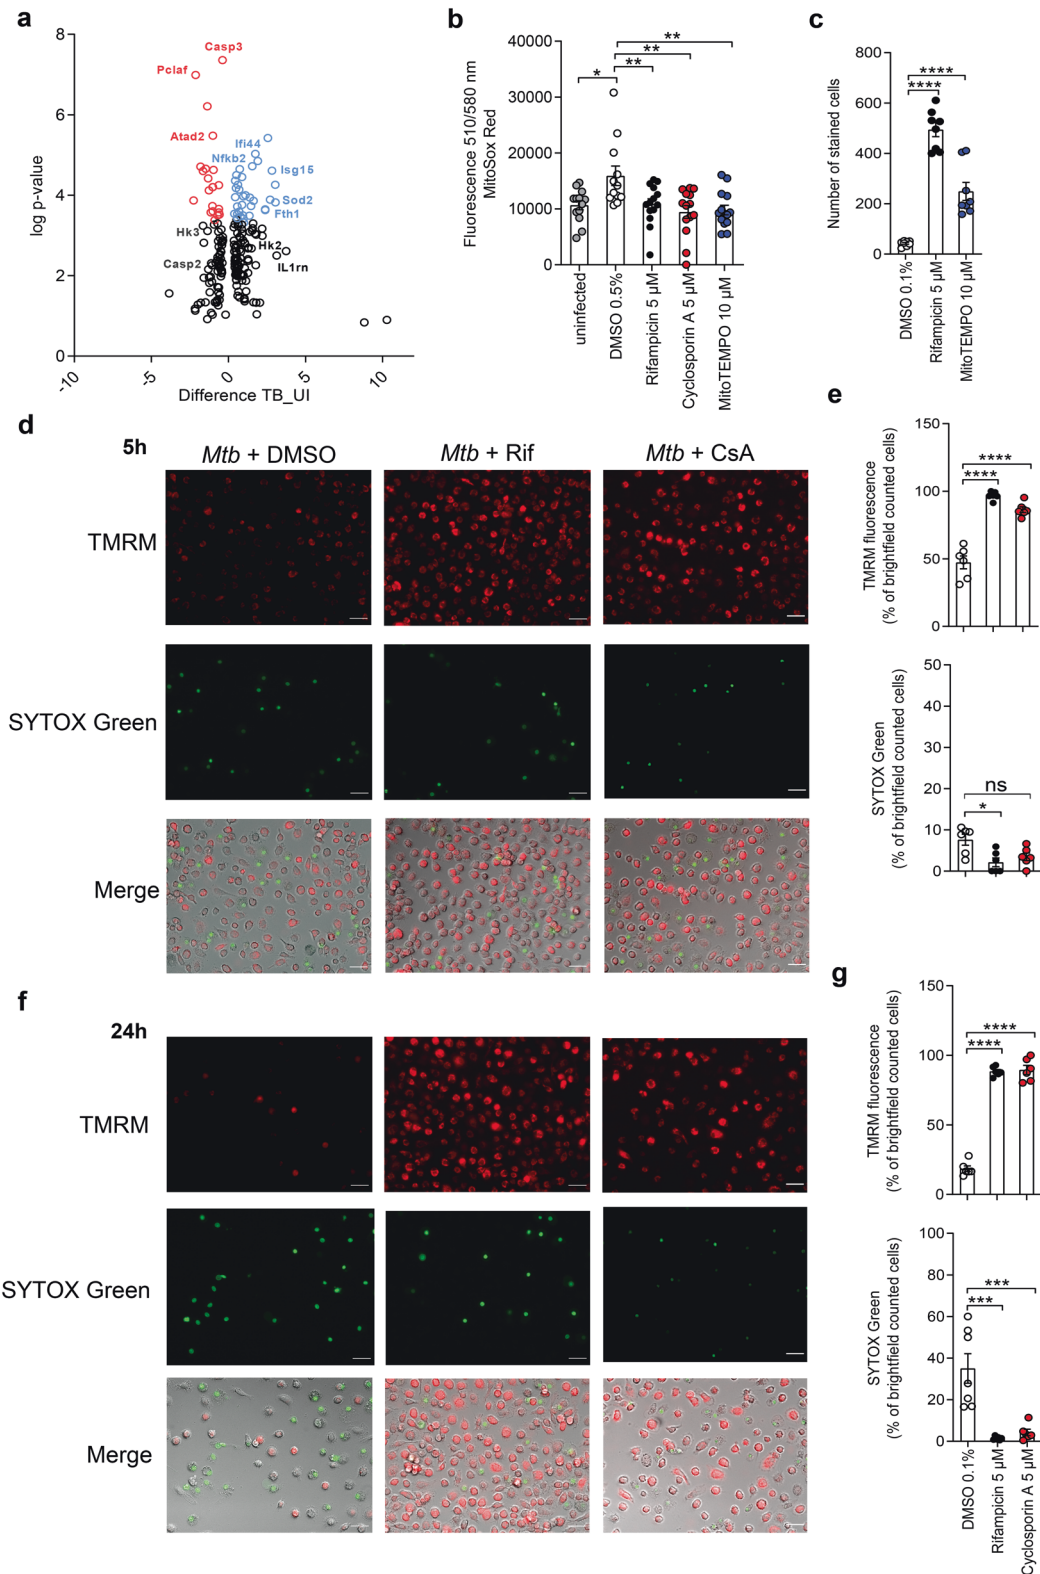 a
8
6
4
2
0
-10
-5
0
5
10
log p-value
Difference TB_UI
Casp3
Pclaf
Atad2
Ifi44
Nfkb2
Isg15
Sod2
Fth1
Hk3
Hk2
Casp2
IL1rn
b
Fluorescence 510/580 nm
MitoSox Red
40000
30000
20000
10000
0
*
**
**
**
uninfected
DMSO 0.5%
Rifampicin 5 µM
Cyclosporin A 5 µM
MitoTEMPO 10 µM
c
Number of stained cells
800
600
400
200
0
****
****
DMSO 0.1%
Rifampicin 5 µM
MitoTEMPO 10 µM
d
5h
Mtb + DMSO
Mtb + Rif
Mtb + CsA
TMRM
SYTOX Green
Merge
e
TMRM fluorescence
(% of brightfield counted cells)
150
100
50
0
****
****
SYTOX Green
(% of brightfield counted cells)
50
40
30
20
10
0
ns
*
f
24h
TMRM
SYTOX Green
Merge
g
TMRM fluorescence
(% of brightfield counted cells)
150
100
50
0
****
****
SYTOX Green
(% of brightfield counted cells)
100
80
60
40
20
0
***
***
DMSO 0.1%
Rifampicin 5 µM
Cyclosporin A 5 µM